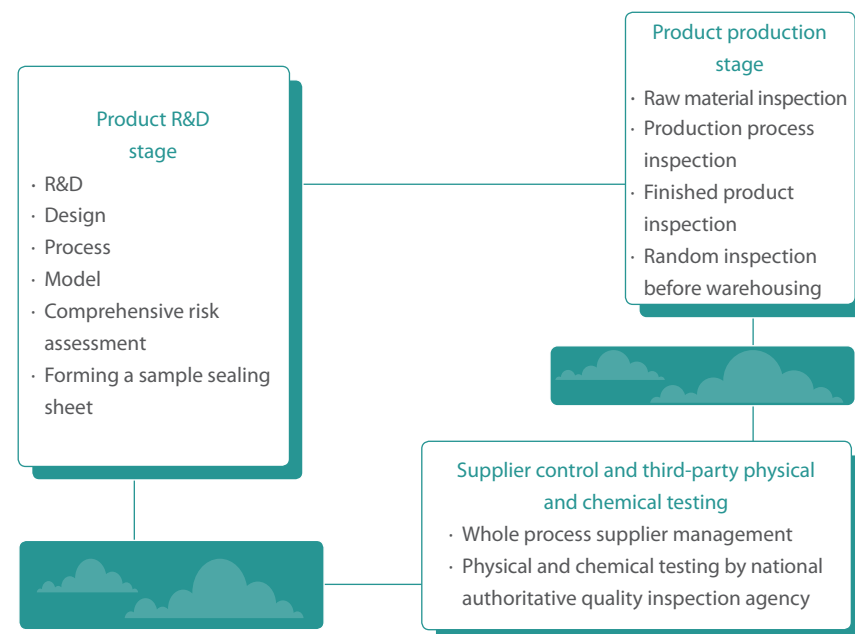 Product R&D
stage
· R&D
· Design
· Process
· Model
· Comprehensive risk
assessment
· Forming a sample sealing
sheet
Product production
stage
· Raw material inspection
· Production process
inspection
· Finished product
inspection
· Random inspection
before warehousing
Supplier control and third-party physical
and chemical testing
· Whole process supplier management
· Physical and chemical testing by national
authoritative quality inspection agency